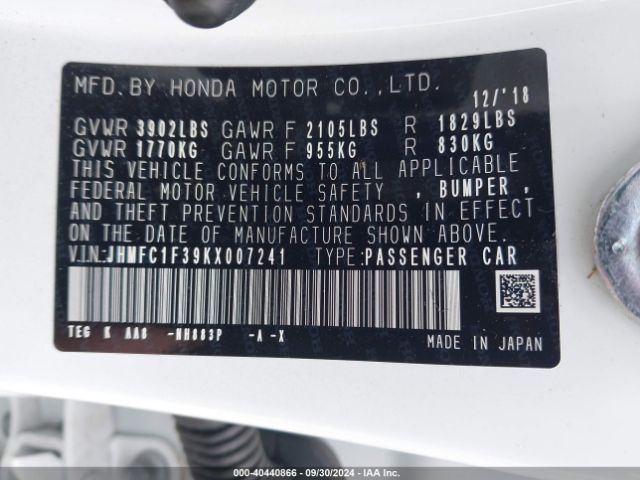 MFD. BY HONDA MOTOR CO., LTD.
12/'18
GVWR 3902LBS GAWR F 2105LBS R 1829LBS
GVWR 1770KG GAWR F 955KG R 830KG
THIS VEHICLE CONFORMS TO ALL APPLICABLE
FEDERAL MOTOR VEHICLE SAFETY , BUMPER ,
AND THEFT PREVENTION STANDARDS IN EFFECT
ON THE DATE OF MANUFACTURE SHOWN ABOVE.
V.I.N: JHMFC1F39KX007241 TYPE: PASSENGER CAR
TEG K AA8 -NH883P -A -X
MADE IN JAPAN
000-40440866 - 09/30/2024 - IAA Inc.